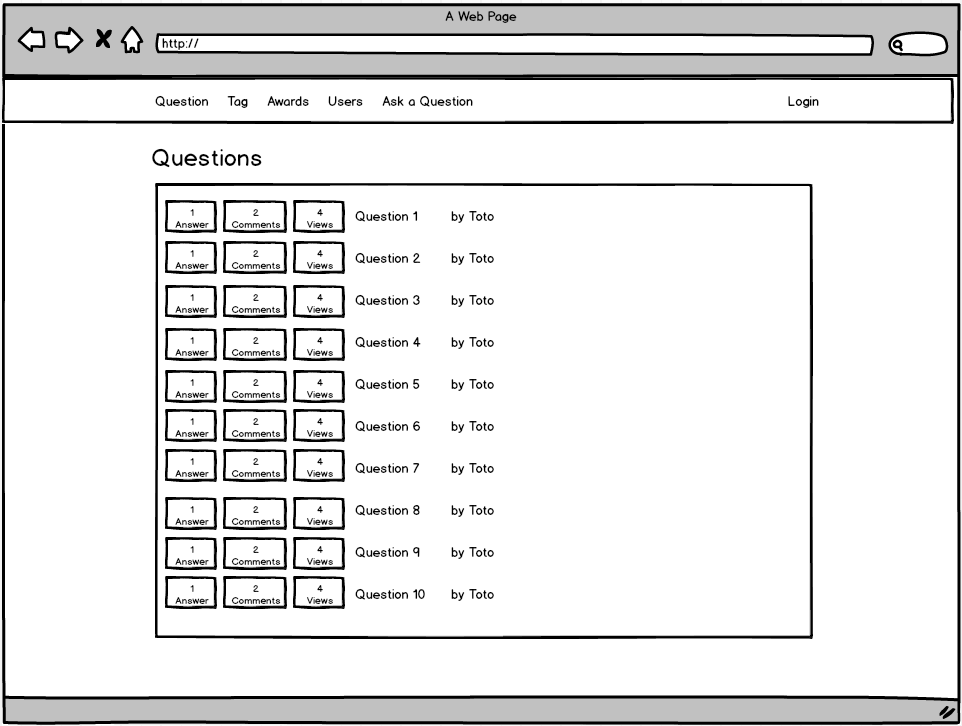 A Web Page
http://
Question Tag Awards Users Ask a Question Login
Questions
1 2 4
Answer Comments Views Question 1 by Toto
1 2 4
Answer Comments Views Question 2 by Toto
1 2 4
Answer Comments Views Question 3 by Toto
1 2 4
Answer Comments Views Question 4 by Toto
1 2 4
Answer Comments Views Question 5 by Toto
1 2 4
Answer Comments Views Question 6 by Toto
1 2 4
Answer Comments Views Question 7 by Toto
1 2 4
Answer Comments Views Question 8 by Toto
1 2 4
Answer Comments Views Question 9 by Toto
1 2 4
Answer Comments Views Question 10 by Toto